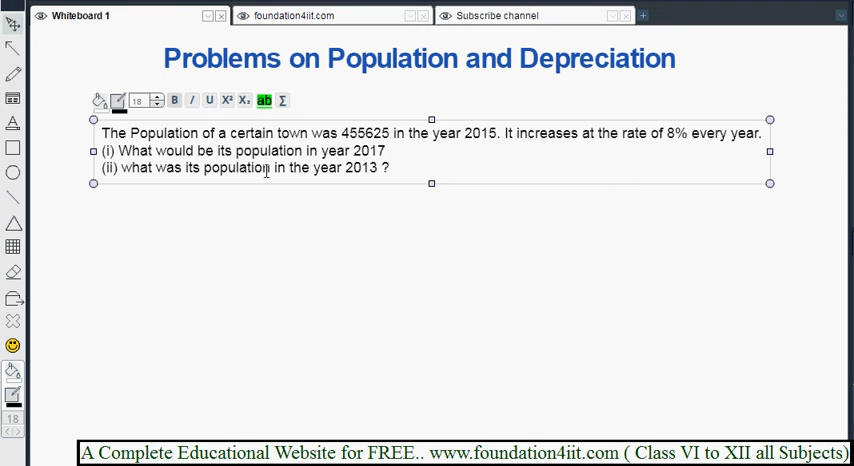 Whiteboard 1
foundation4iit.com
Subscribe channel
Problems on Population and Depreciation
18 B I U X² X₂ ab Σ
The Population of a certain town was 455625 in the year 2015. It increases at the rate of 8% every year.
(i) What would be its population in year 2017
(ii) what was its population in the year 2013 ?
A
18
A Complete Educational Website for FREE.. www.foundation4iit.com ( Class VI to XII all Subjects)